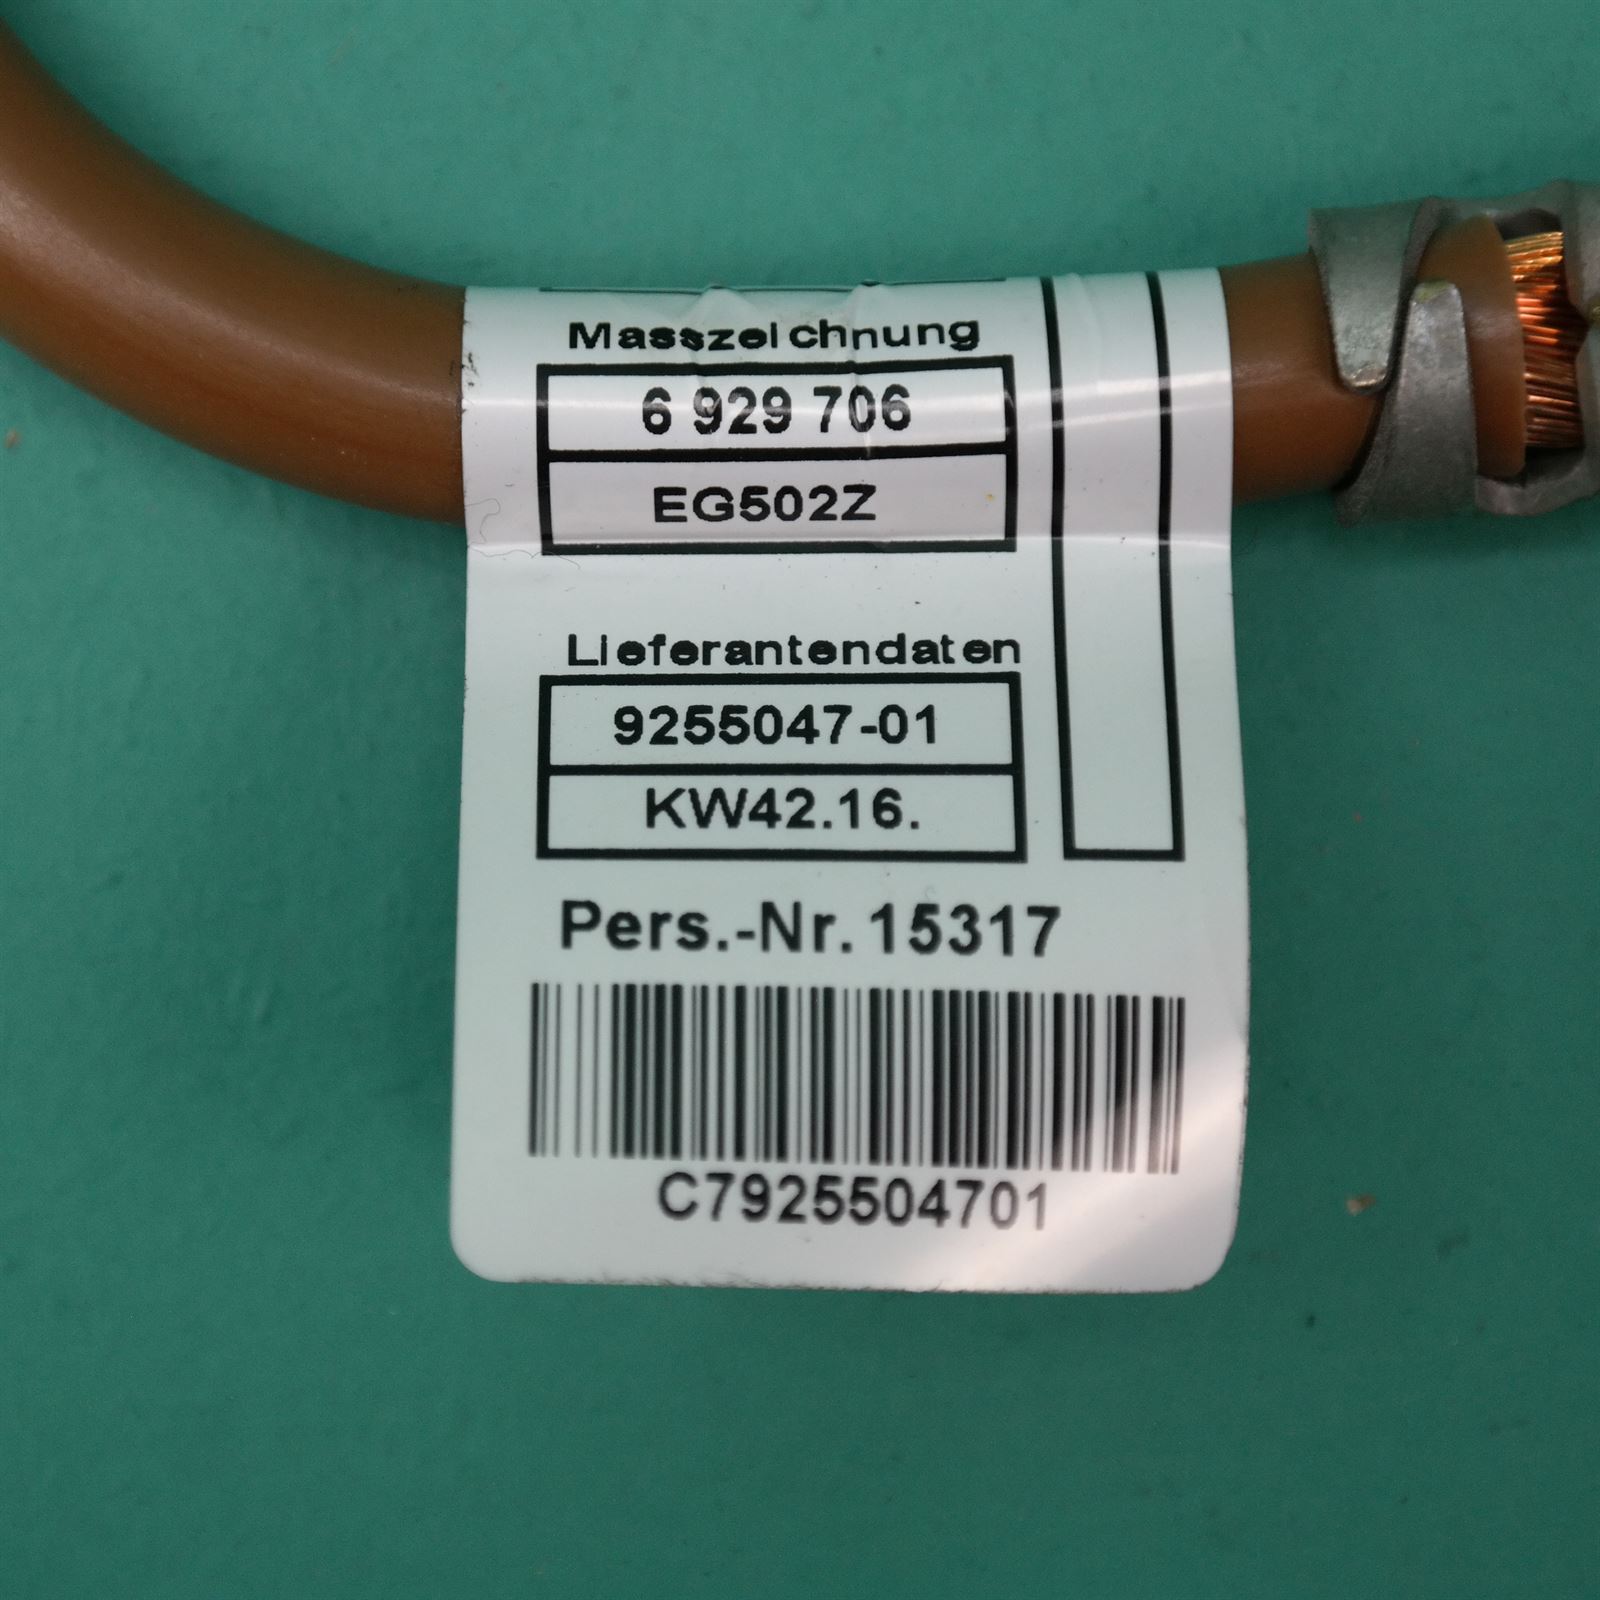 Masszeichnung
6 929 706
EG502Z
Lieferantendaten
9255047-01
KW42.16.
Pers.-Nr. 15317
C7925504701